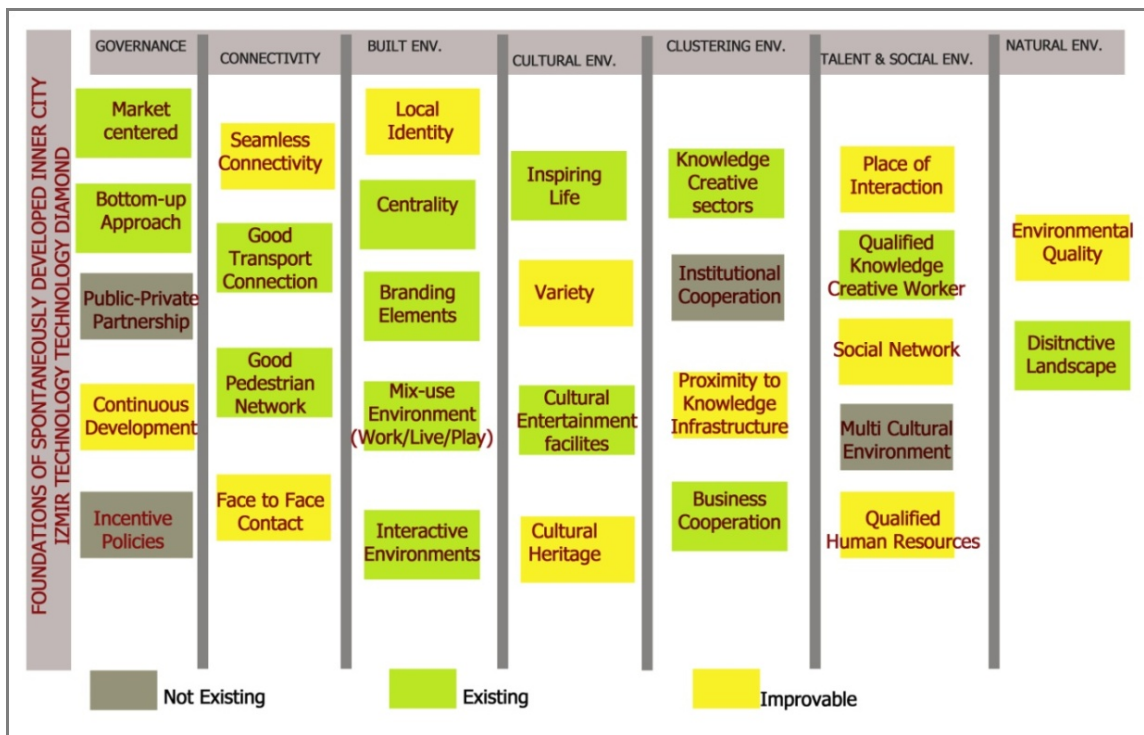 FOUNDATIONS OF SPONTANEOUSLY DEVELOPED INNER CITY
IZMIR TECHNOLOGY TECHNOLOGY DIAMOND
GOVERNANCE
Market
centered
Bottom-up
Approach
Public-Private
Partnership
Continuous
Development
Incentive
Policies
CONNECTIVITY
Seamless
Connectivity
Good
Transport
Connection
Good
Pedestrian
Network
Face to Face
Contact
BUILT ENV.
Local
Identity
Centrality
Branding
Elements
Mix-use
Environment
(Work/Live/Play)
Interactive
Environments
CULTURAL ENV.
Inspiring
Life
Variety
Cultural
Entertainment
facilites
Cultural
Heritage
CLUSTERING ENV.
Knowledge
Creative
sectors
Institutional
Cooperation
Proximity to
Knowledge
Infrastructure
Business
Cooperation
TALENT & SOCIAL ENV.
Place of
Interaction
Qualified
Knowledge
Creative Worker
Social Network
Multi Cultural
Environment
Qualified
Human Resources
NATURAL ENV.
Environmental
Quality
Disitnctive
Landscape
Not Existing
Existing
Improvable